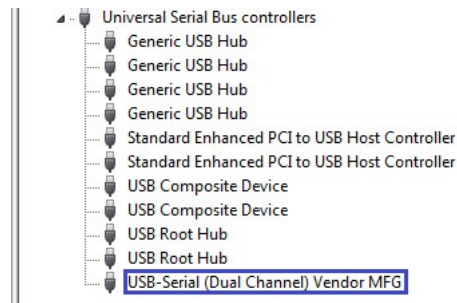 Universal Serial Bus controllers
Generic USB Hub
Generic USB Hub
Generic USB Hub
Generic USB Hub
Standard Enhanced PCI to USB Host Controller
Standard Enhanced PCI to USB Host Controller
USB Composite Device
USB Composite Device
USB Root Hub
USB Root Hub
USB-Serial (Dual Channel) Vendor MFG